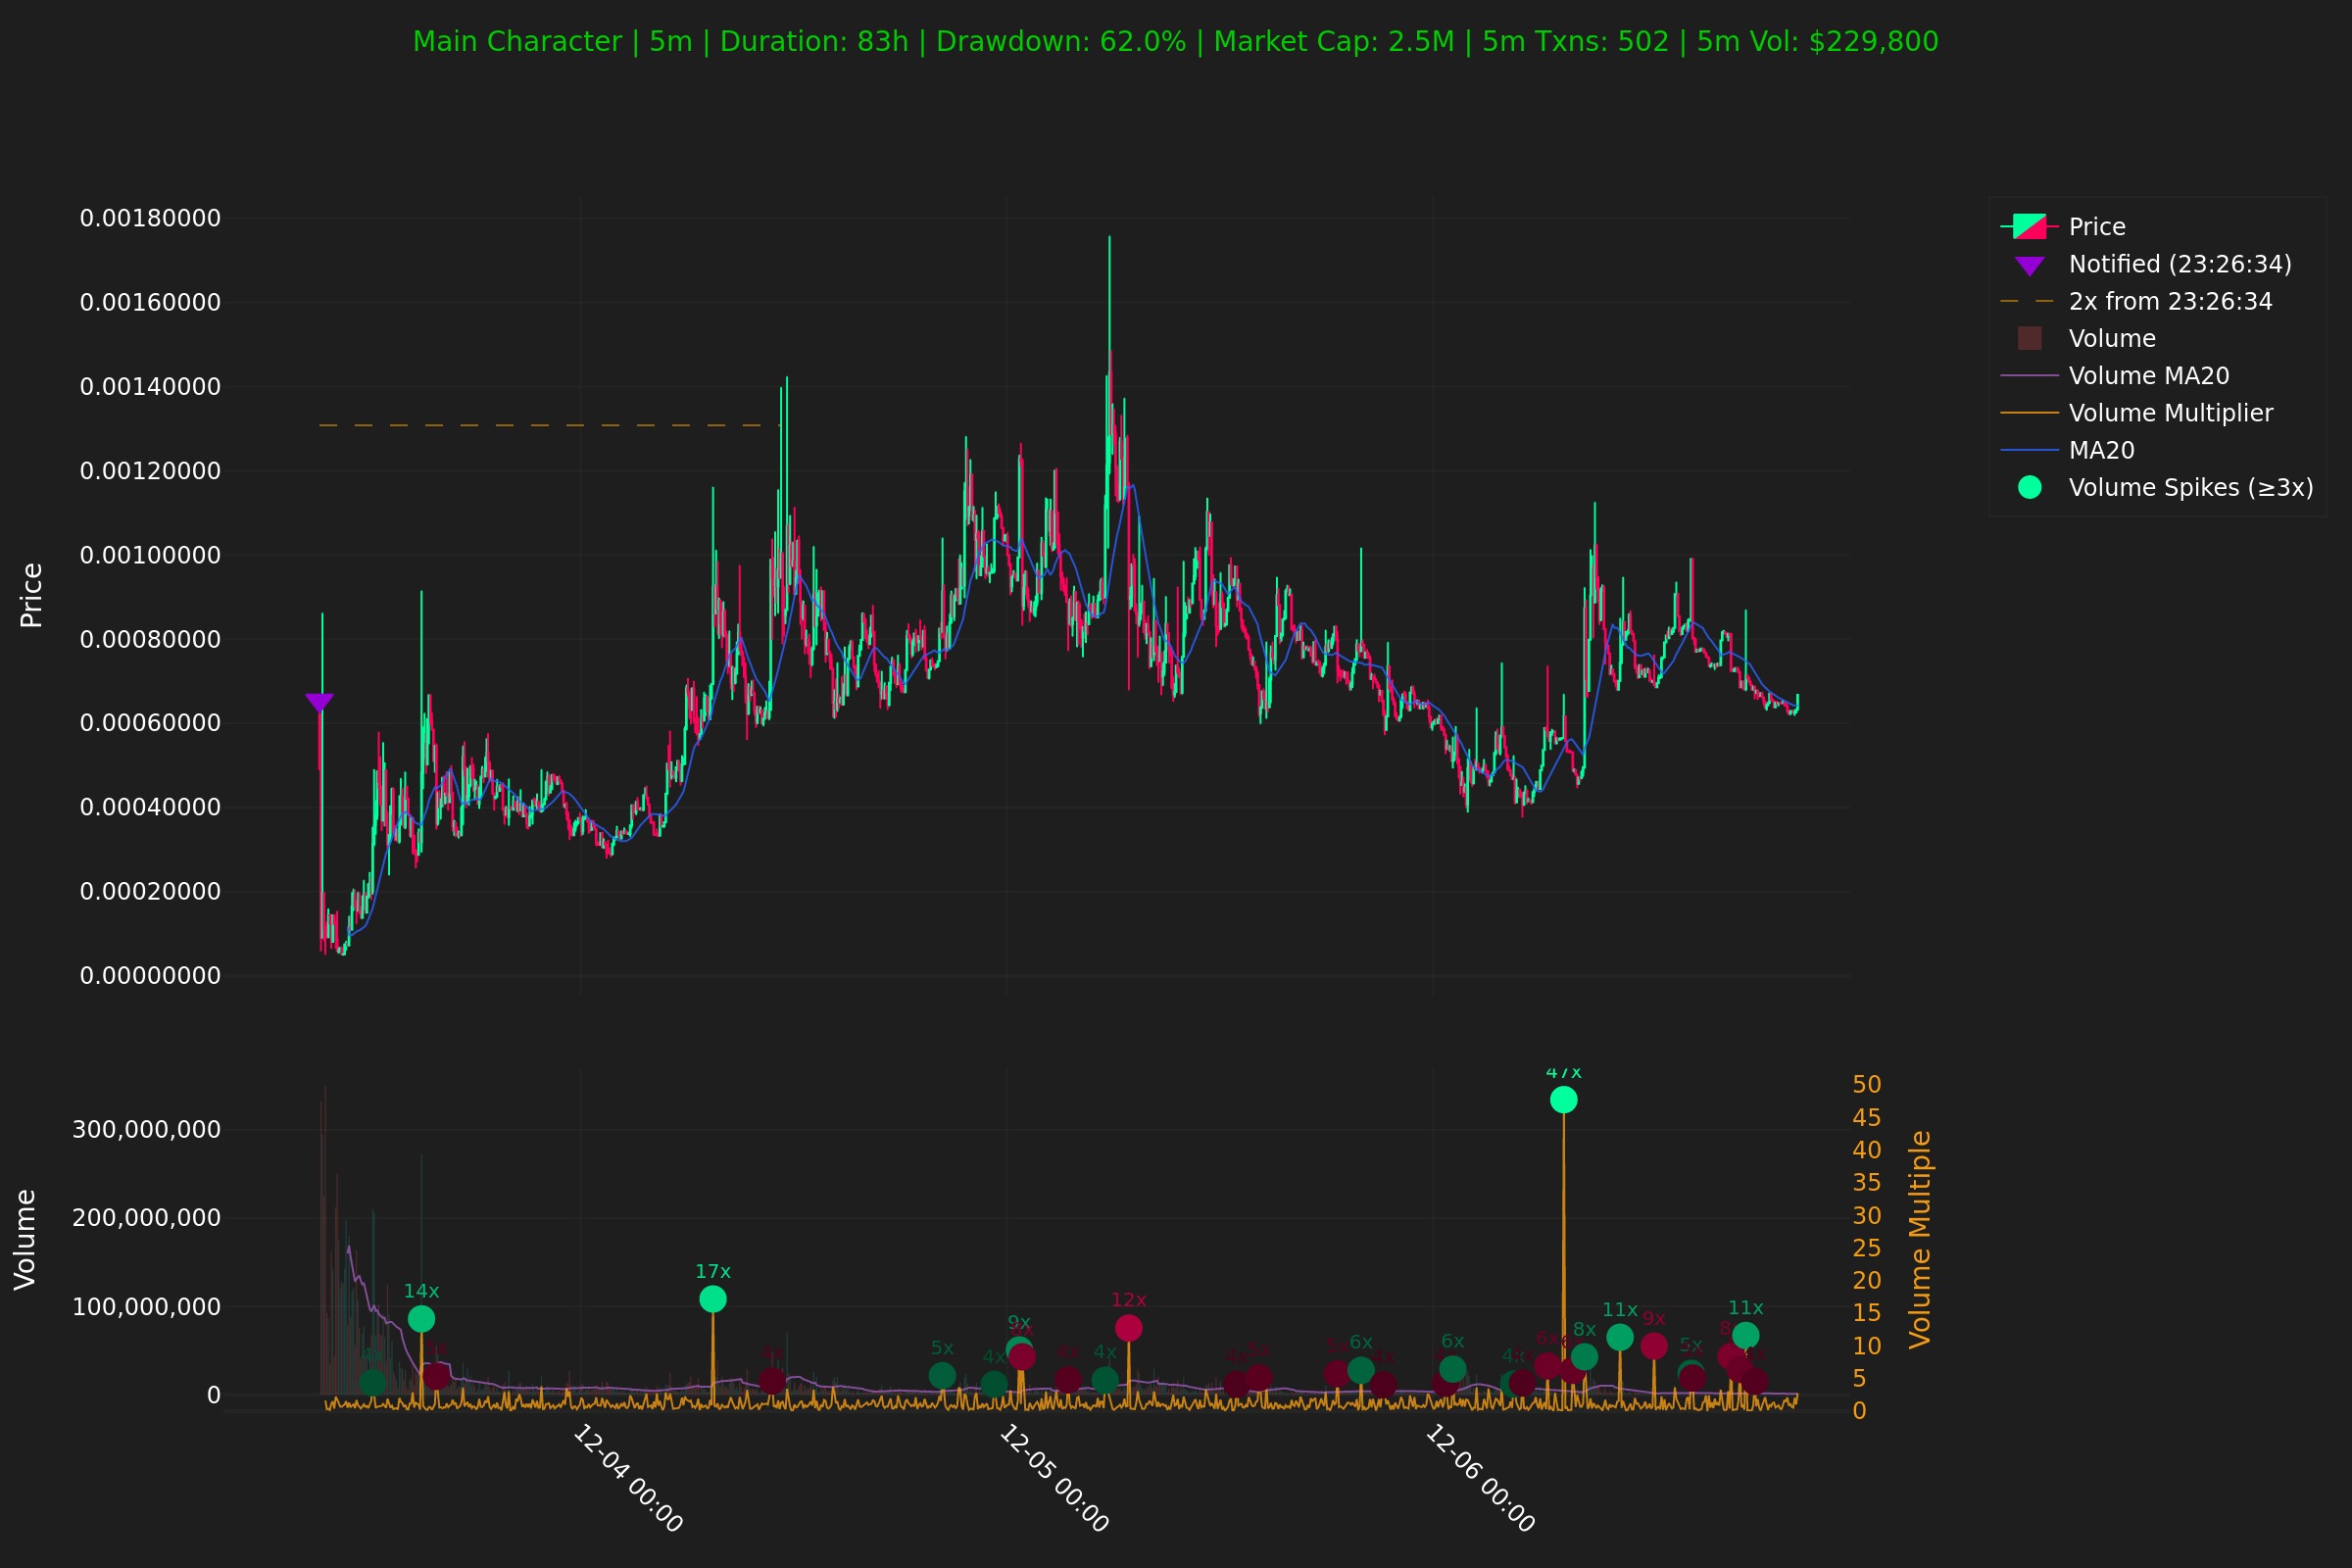 Main Character | 5m | Duration: 83h | Drawdown: 62.0% | Market Cap: 2.5M | 5m Txns: 502 | 5m Vol: $229,800
Price
0.00180000
0.00160000
0.00140000
0.00120000
0.00100000
0.00080000
0.00060000
0.00040000
0.00020000
0.00000000
Price
Notified (23:26:34)
2x from 23:26:34
Volume
Volume MA20
Volume Multiplier
MA20
Volume Spikes (≥3x)
Volume
300,000,000
200,000,000
100,000,000
0
47x
14x
17x
5x
9x
4x
12x
4x
6x
6x
6x
8x
11x
9x
5x
11x
50
45
40
35
30
25
20
15
10
5
0
Volume Multiple
12-04 00:00
12-05 00:00
12-06 00:00